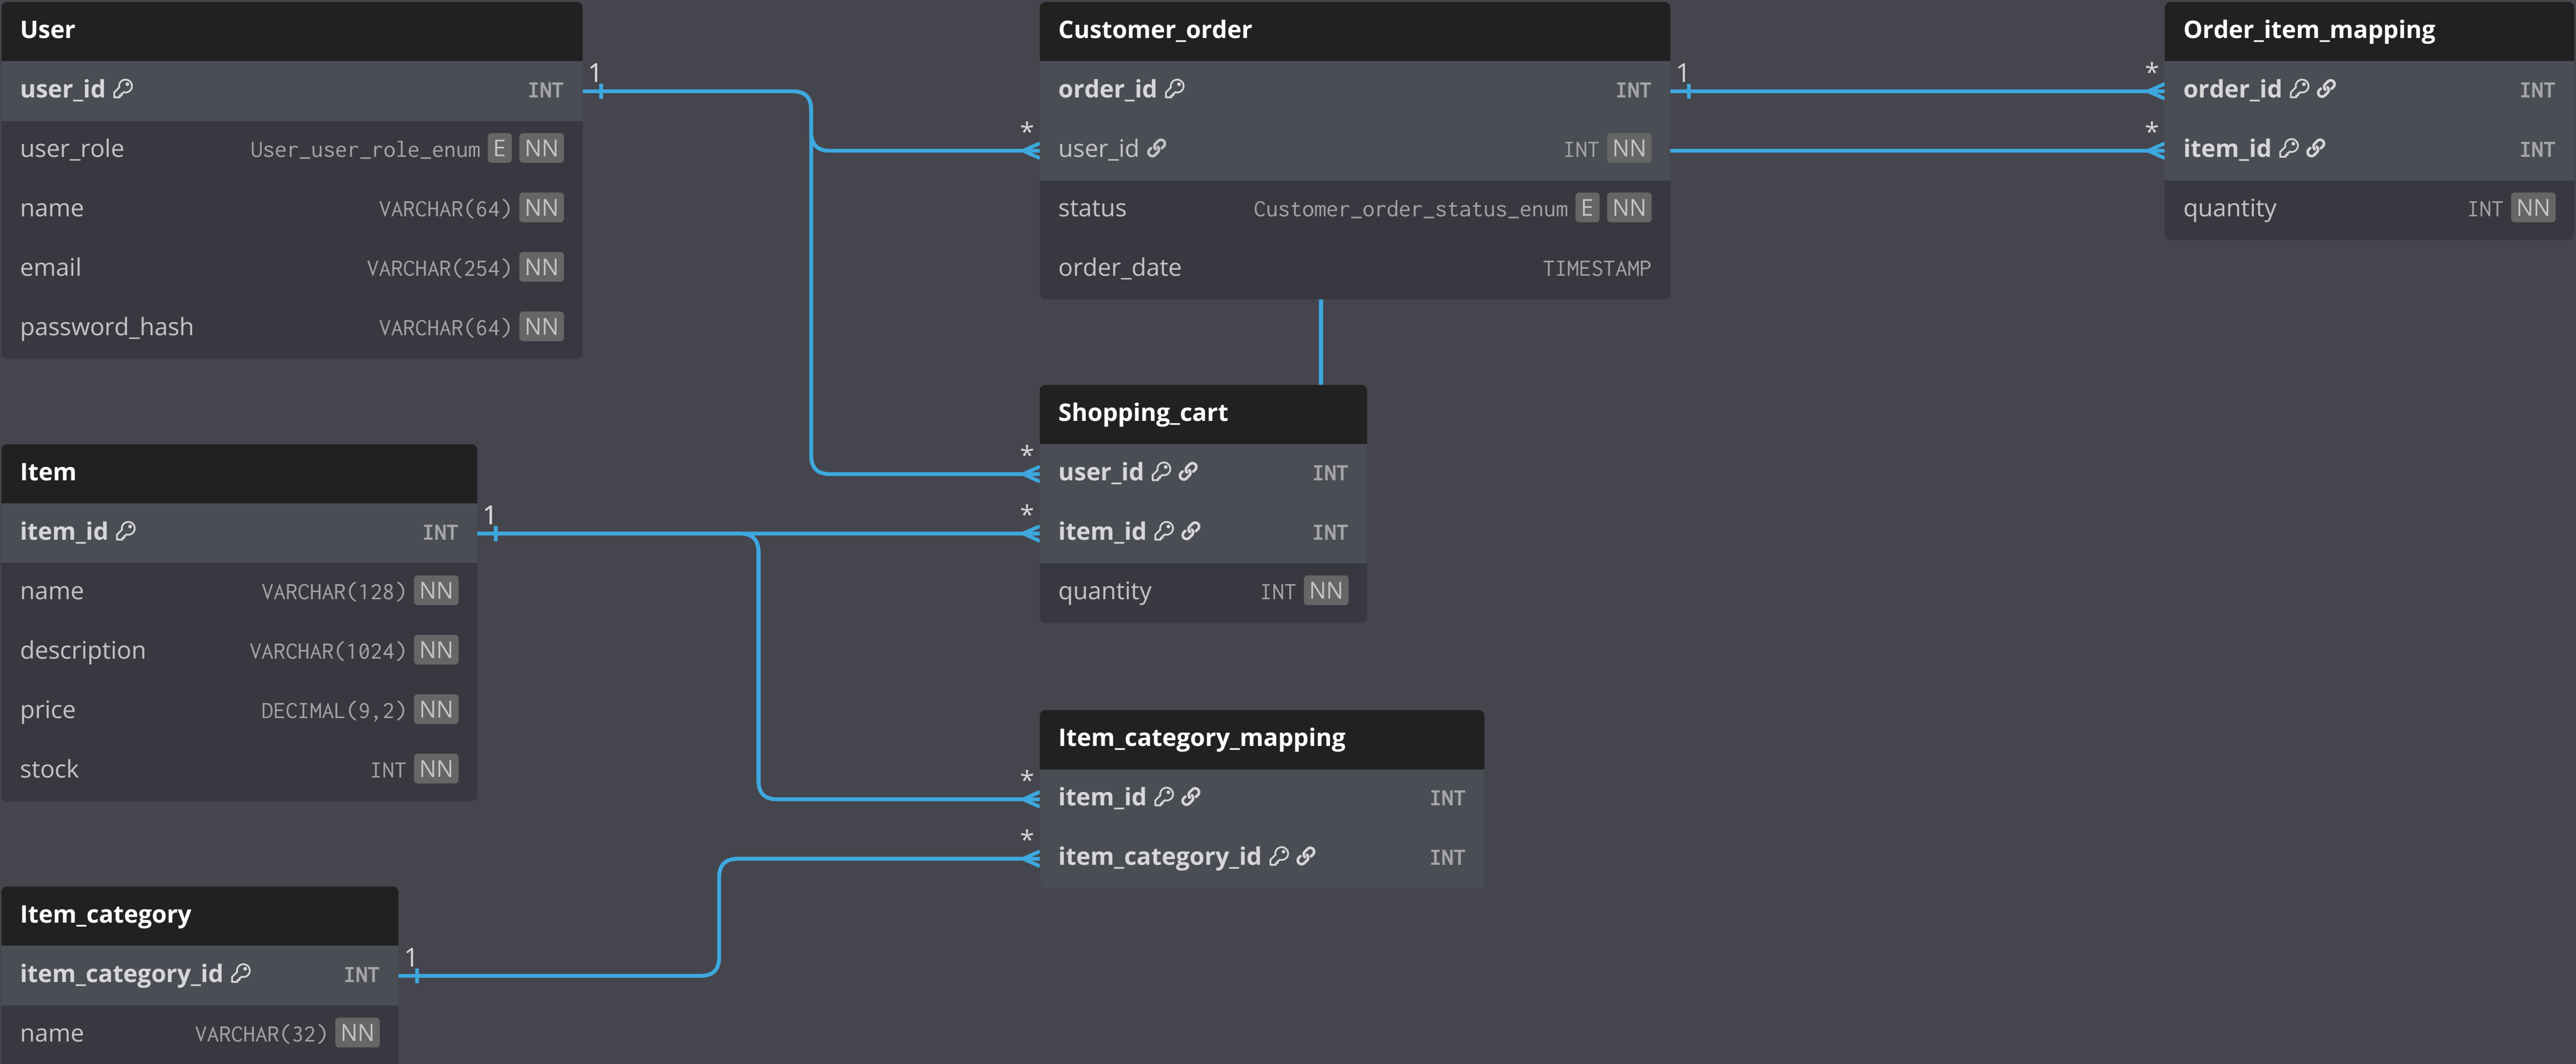 User
user_id INT
user_role User_user_role_enum E NN
name VARCHAR(64) NN
email VARCHAR(254) NN
password_hash VARCHAR(64) NN
1
Customer_order
order_id INT
user_id INT NN
status Customer_order_status_enum E NN
order_date TIMESTAMP
*
1
Order_item_mapping
order_id INT
item_id INT
quantity INT NN
*
*
Shopping_cart
user_id INT
item_id INT
quantity INT NN
*
*
Item
item_id INT
name VARCHAR(128) NN
description VARCHAR(1024) NN
price DECIMAL(9,2) NN
stock INT NN
1
Item_category_mapping
item_id INT
item_category_id INT
*
*
Item_category
item_category_id INT
name VARCHAR(32) NN
1